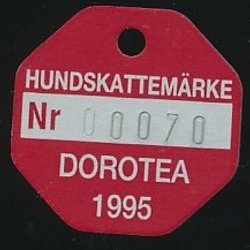 HUNDSKATTEMÄRKE
Nr 00070
DOROTEA
1995